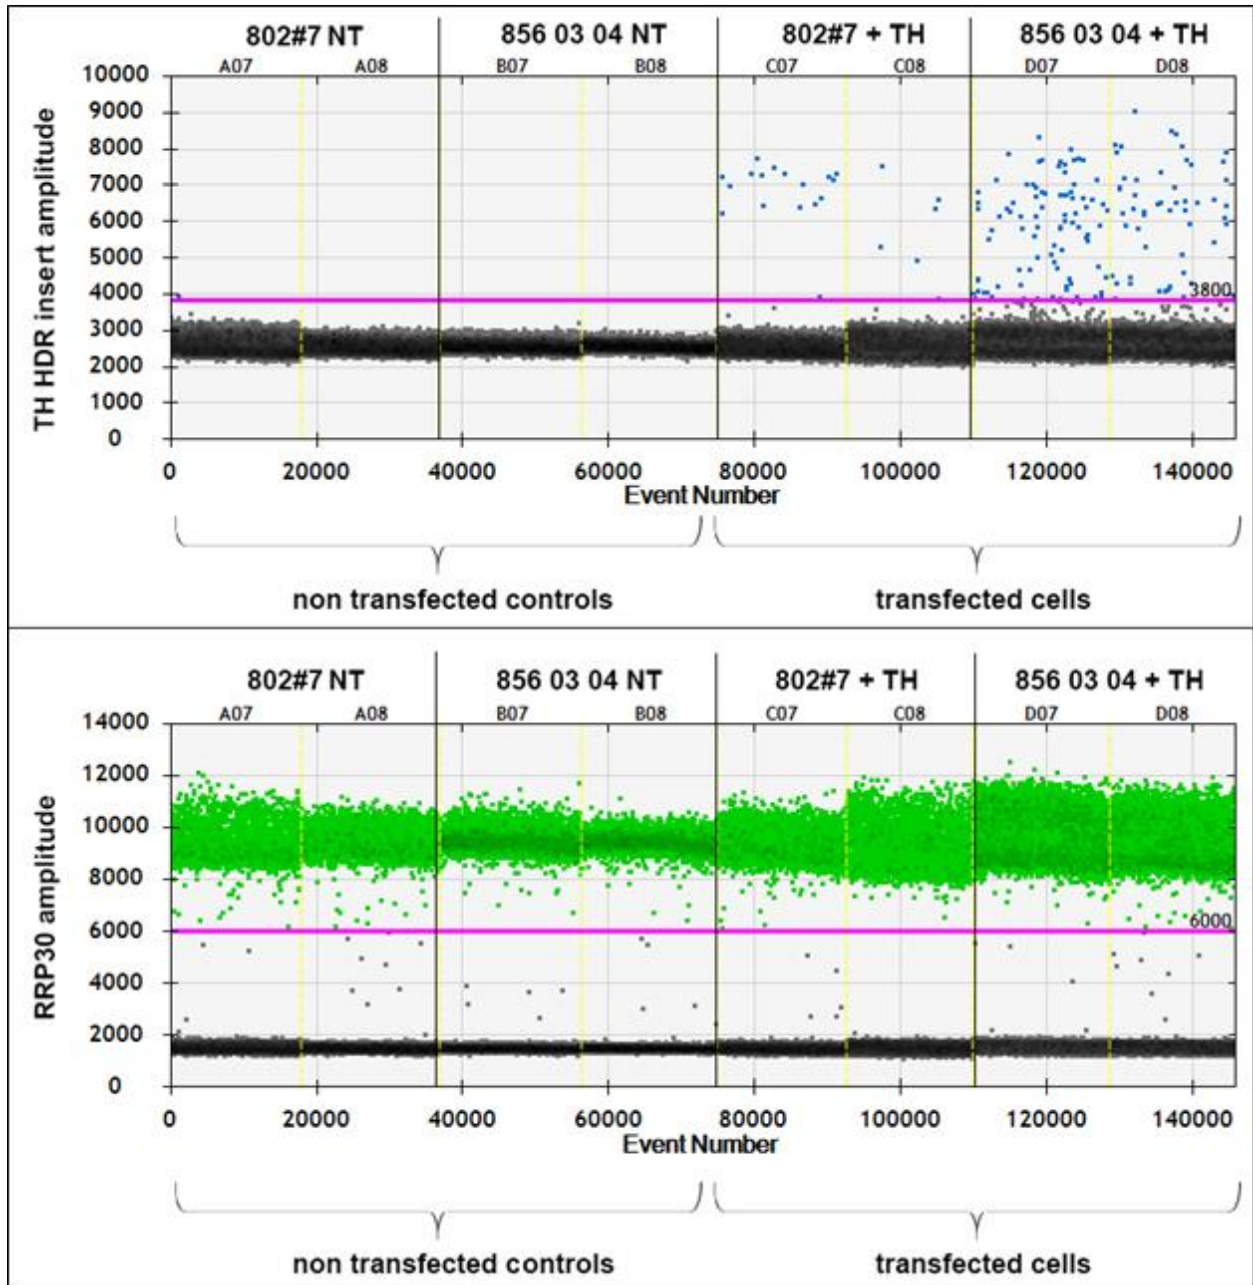 802#7 NT 856 03 04 NT 802#7 + TH 856 03 04 + TH
A07 A08 B07 B08 C07 C08 D07 D08
TH HDR insert amplitude
10000
9000
8000
7000
6000
5000
4000
3800
3000
2000
1000
0
0 20000 40000 60000 80000 100000 120000 140000
Event Number
non transfected controls transfected cells
802#7 NT 856 03 04 NT 802#7 + TH 856 03 04 + TH
A07 A08 B07 B08 C07 C08 D07 D08
RRP30 amplitude
14000
12000
10000
8000
6000
6000
4000
2000
0
0 20000 40000 60000 80000 100000 120000 140000
Event Number
non transfected controls transfected cells